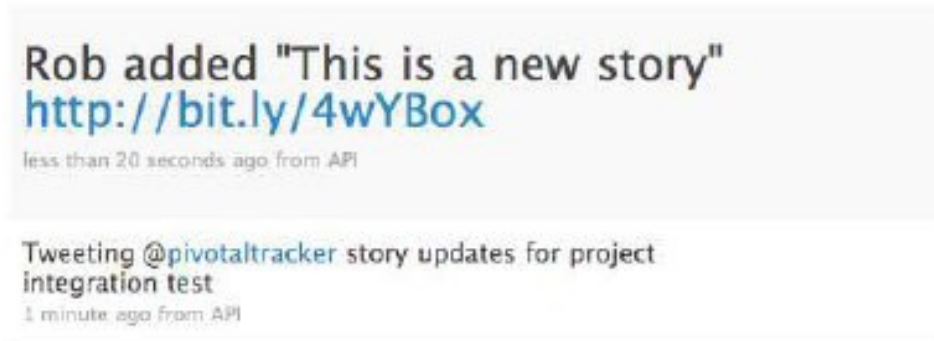 Rob added "This is a new story"
http://bit.ly/4wYBox
less than 20 seconds ago from API
Tweeting @pivotaltracker story updates for project
integration test
1 minute ago from API